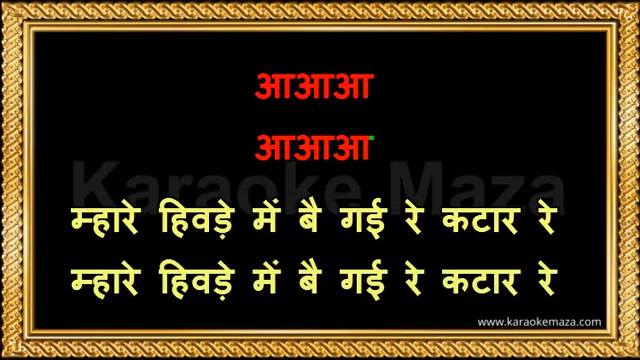 आआआ
आआआ
Karaoke Maza
म्हारे हिवड़े में बै गई रे कटार रे
म्हारे हिवड़े में बै गई रे कटार रे
www.karaokemaza.com